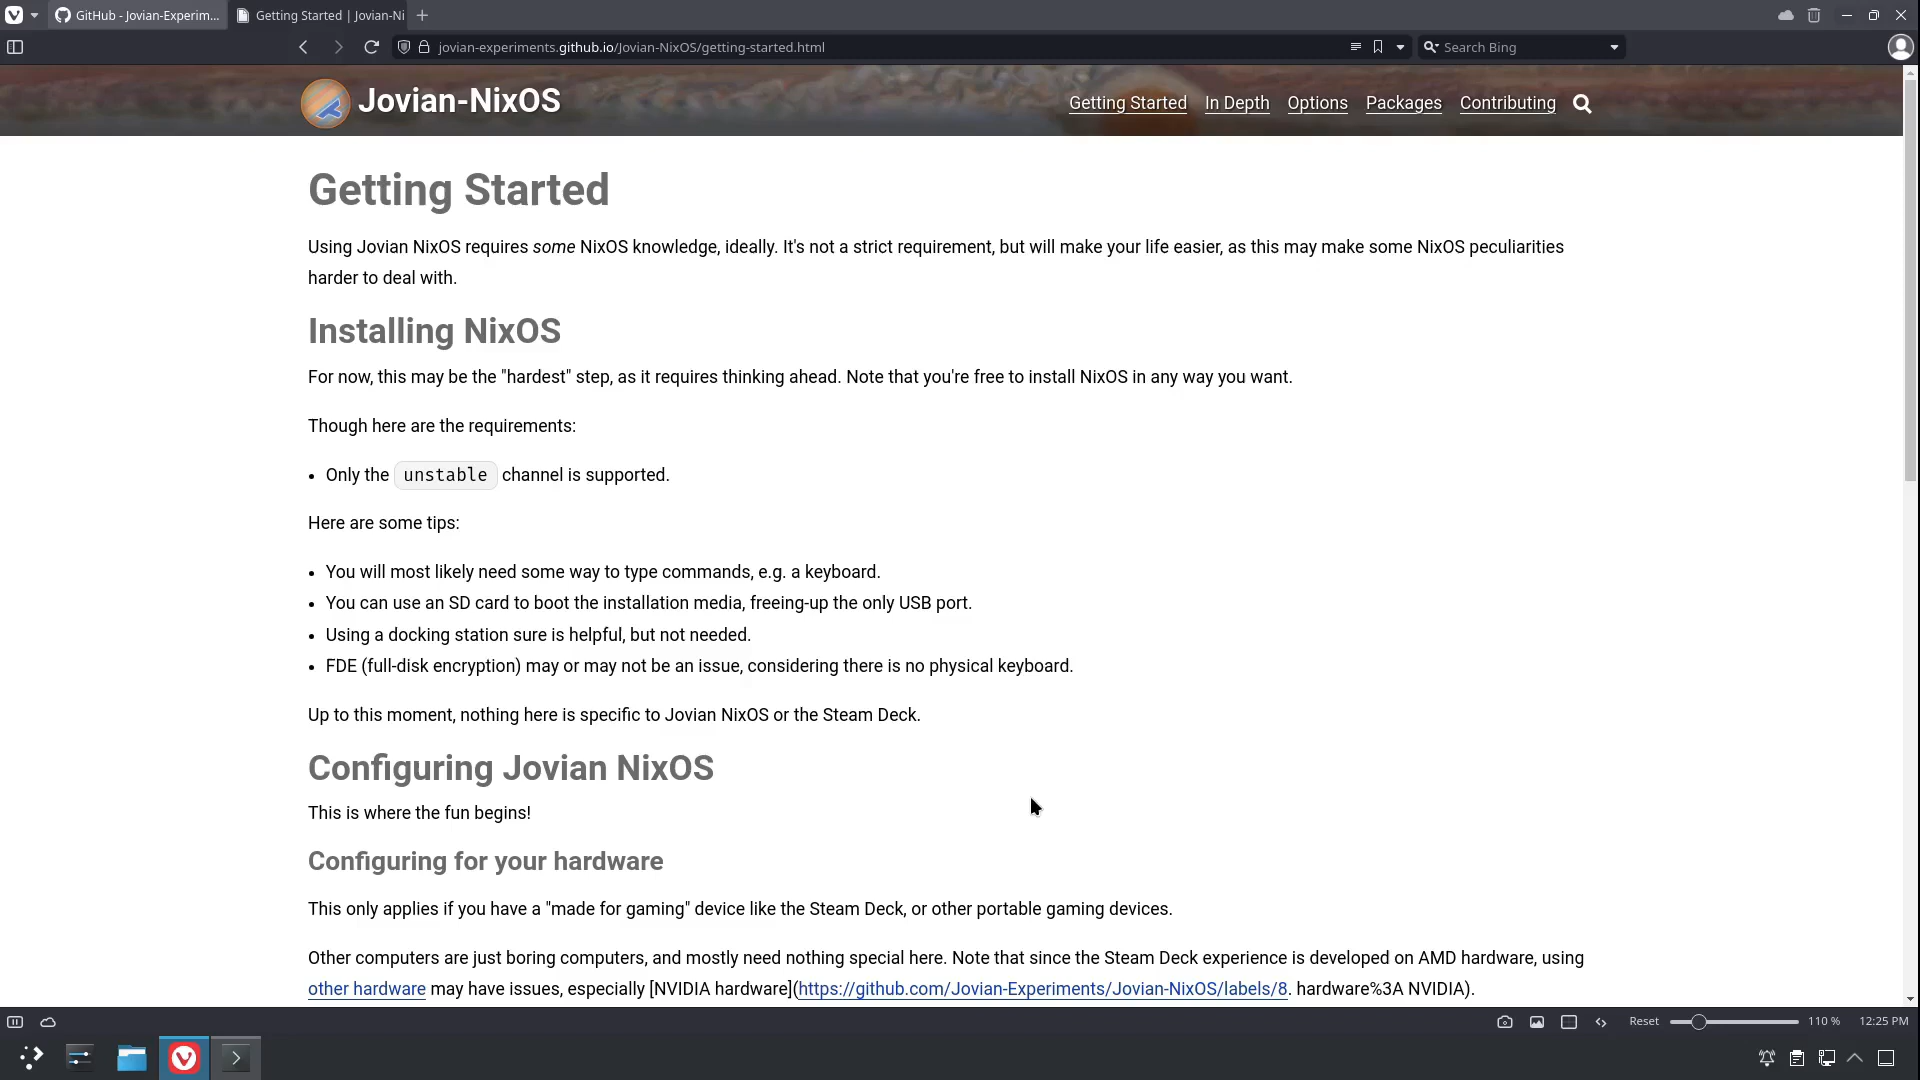 GitHub - Jovian-Experim...
Getting Started | Jovian-Ni
jovian-experiments.github.io/Jovian-NixOS/getting-started.html
Search Bing
Jovian-NixOS
Getting Started
In Depth
Options
Packages
Contributing
Getting Started
Using Jovian NixOS requires some NixOS knowledge, ideally. It's not a strict requirement, but will make your life easier, as this may make some NixOS peculiarities
harder to deal with.
Installing NixOS
For now, this may be the "hardest" step, as it requires thinking ahead. Note that you're free to install NixOS in any way you want.
Though here are the requirements:
• Only the unstable channel is supported.
Here are some tips:
• You will most likely need some way to type commands, e.g. a keyboard.
• You can use an SD card to boot the installation media, freeing-up the only USB port.
• Using a docking station sure is helpful, but not needed.
• FDE (full-disk encryption) may or may not be an issue, considering there is no physical keyboard.
Up to this moment, nothing here is specific to Jovian NixOS or the Steam Deck.
Configuring Jovian NixOS
This is where the fun begins!
Configuring for your hardware
This only applies if you have a "made for gaming" device like the Steam Deck, or other portable gaming devices.
Other computers are just boring computers, and mostly need nothing special here. Note that since the Steam Deck experience is developed on AMD hardware, using
other hardware may have issues, especially [NVIDIA hardware](https://github.com/Jovian-Experiments/Jovian-NixOS/labels/8. hardware%3A NVIDIA).
Reset
110 %
12:25 PM